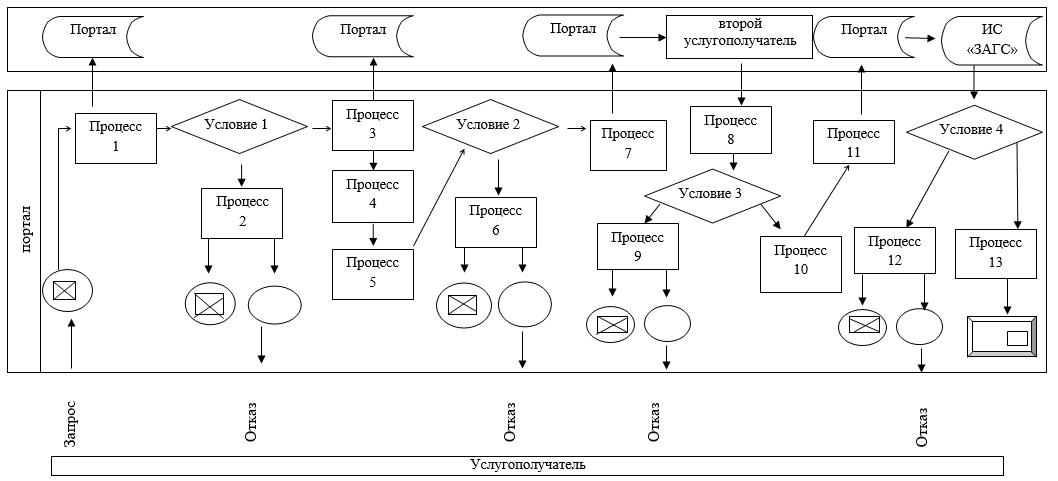 Портал
Портал
Портал
второй
услугополучатель
Портал
ИС
«ЗАГС»
портал
Процесс
1
Условие 1
Процесс
2
Процесс
3
Процесс
4
Процесс
5
Условие 2
Процесс
6
Процесс
7
Процесс
8
Условие 3
Процесс
9
Процесс
10
Процесс
11
Условие 4
Процесс
12
Процесс
13
Запрос
Отказ
Отказ
Отказ
Отказ
Услугополучатель